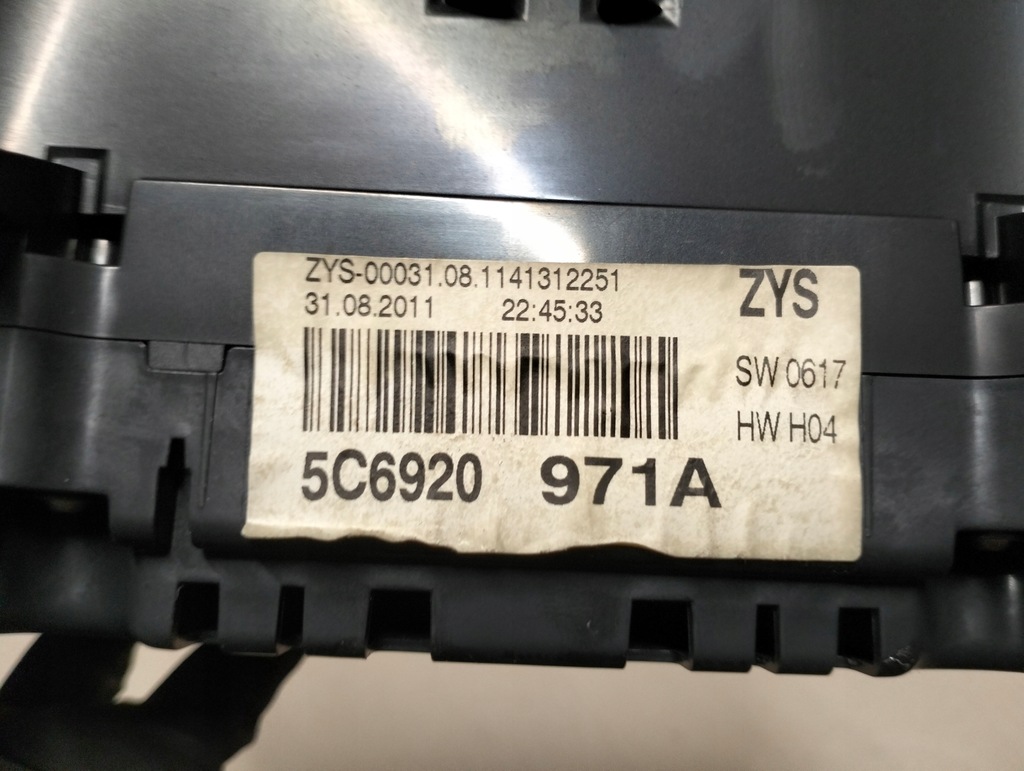 ZYS-00031.08.1141312251
31.08.2011 22:45:33
ZYS
SW 0617
HW H04
5C6920 971A